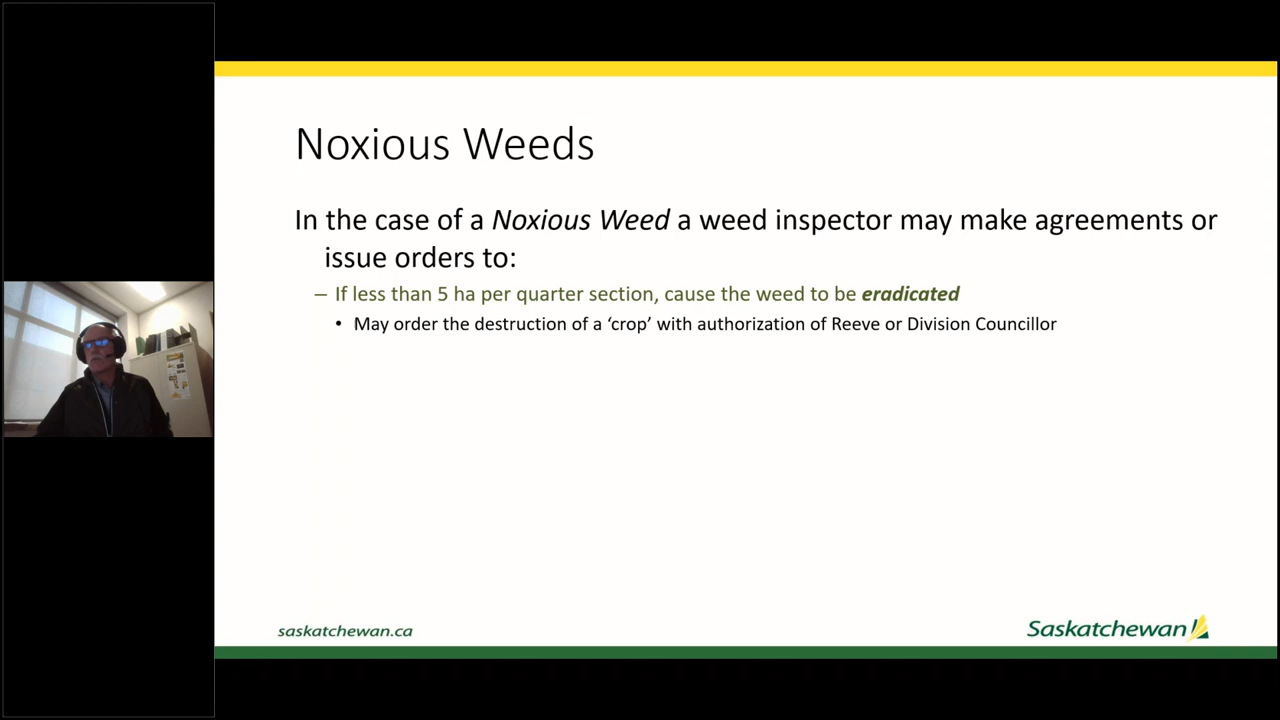 Noxious Weeds
In the case of a Noxious Weed a weed inspector may make agreements or
issue orders to:
– If less than 5 ha per quarter section, cause the weed to be eradicated
• May order the destruction of a ‘crop’ with authorization of Reeve or Division Councillor
saskatchewan.ca
Saskatchewan